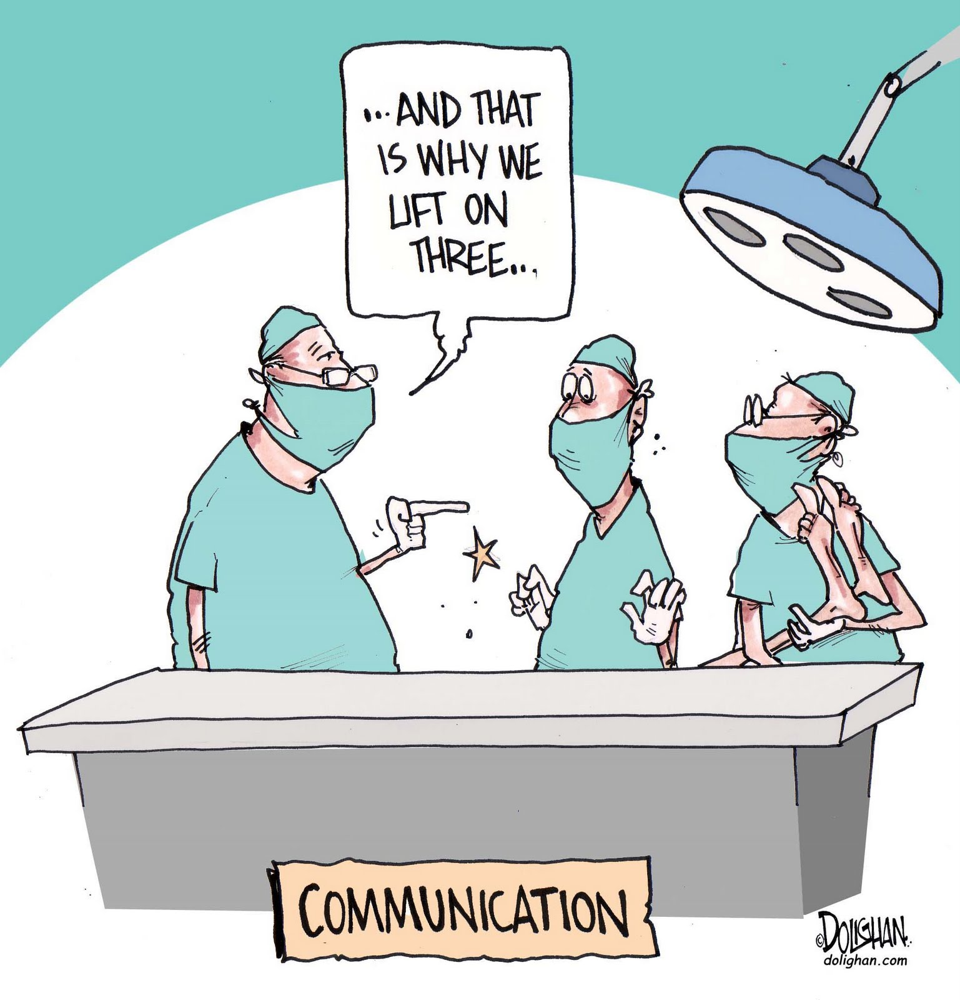 ...AND THAT
IS WHY WE
LIFT ON
THREE...
COMMUNICATION
©DOLIGHAN..
dolighan.com